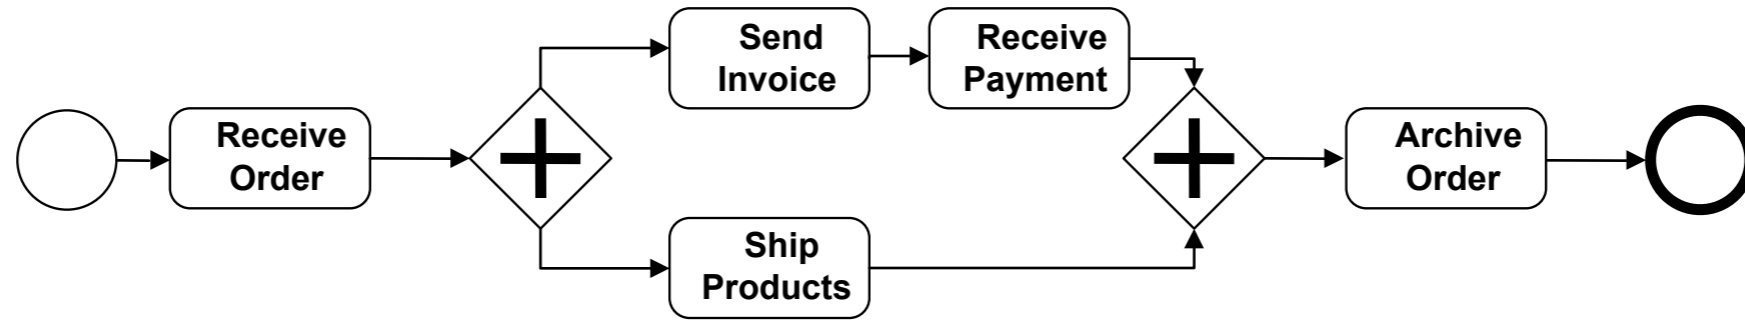 Receive
Order
Send
Invoice
Receive
Payment
Ship
Products
Archive
Order